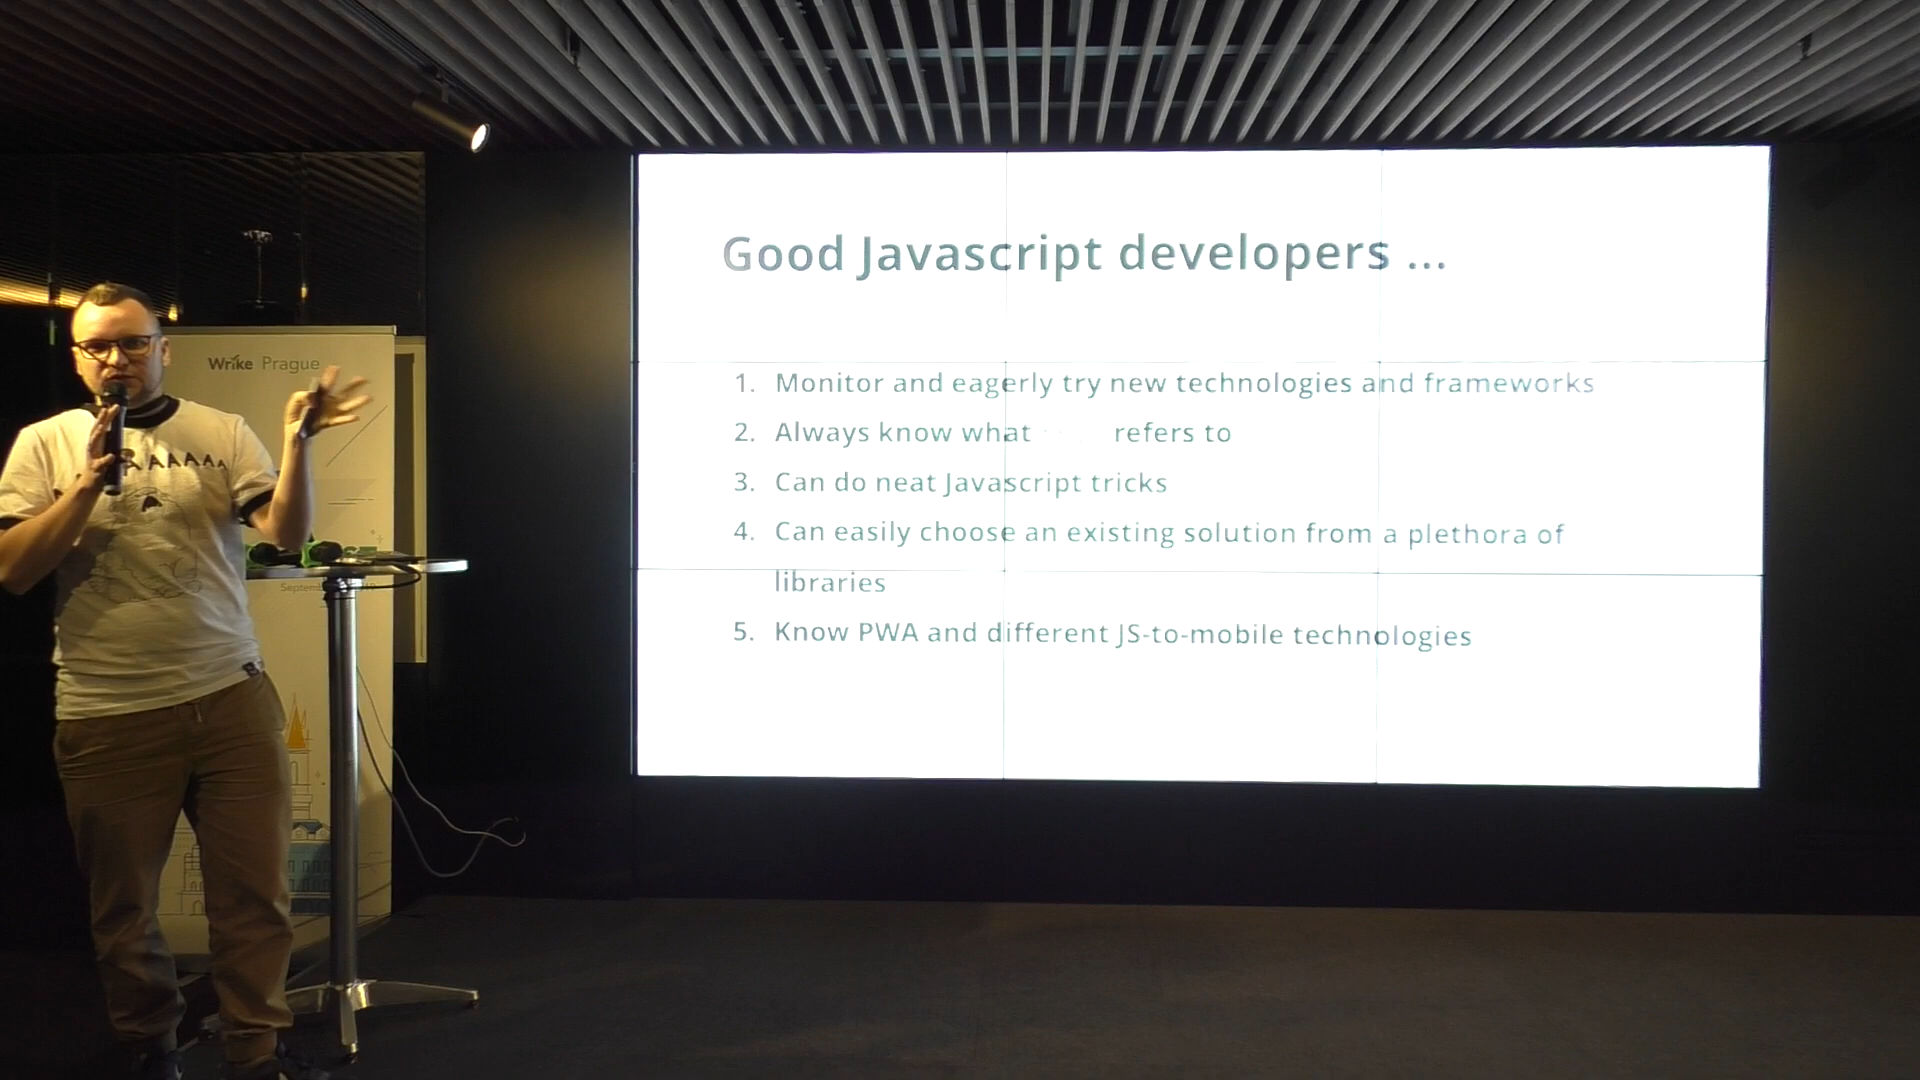 Good Javascript developers ...
1. Monitor and eagerly try new technologies and frameworks
2. Always know what refers to
3. Can do neat Javascript tricks
4. Can easily choose an existing solution from a plethora of
libraries
5. Know PWA and different JS-to-mobile technologies
Wrike Prague
AAAAA